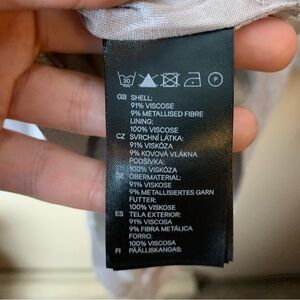 30
P
GB SHELL:
91% VISCOSE
9% METALLISED FIBRE
LINING:
100% VISCOSE
CZ SVRCHNÍ LÁTKA:
91% VISKÓZA
9% KOVOVÁ VLÁKNA
PODŠÍVKA:
100% VISKÓZA
DE OBERMATERIAL:
91% VISKOSE
9% METALLISIERTES GARN
FUTTER:
100% VISKOSE
ES TELA EXTERIOR:
91% VISCOSA
9% FIBRA METÁLICA
FORRO:
100% VISCOSA
FI PÄÄLLIKANGAS: